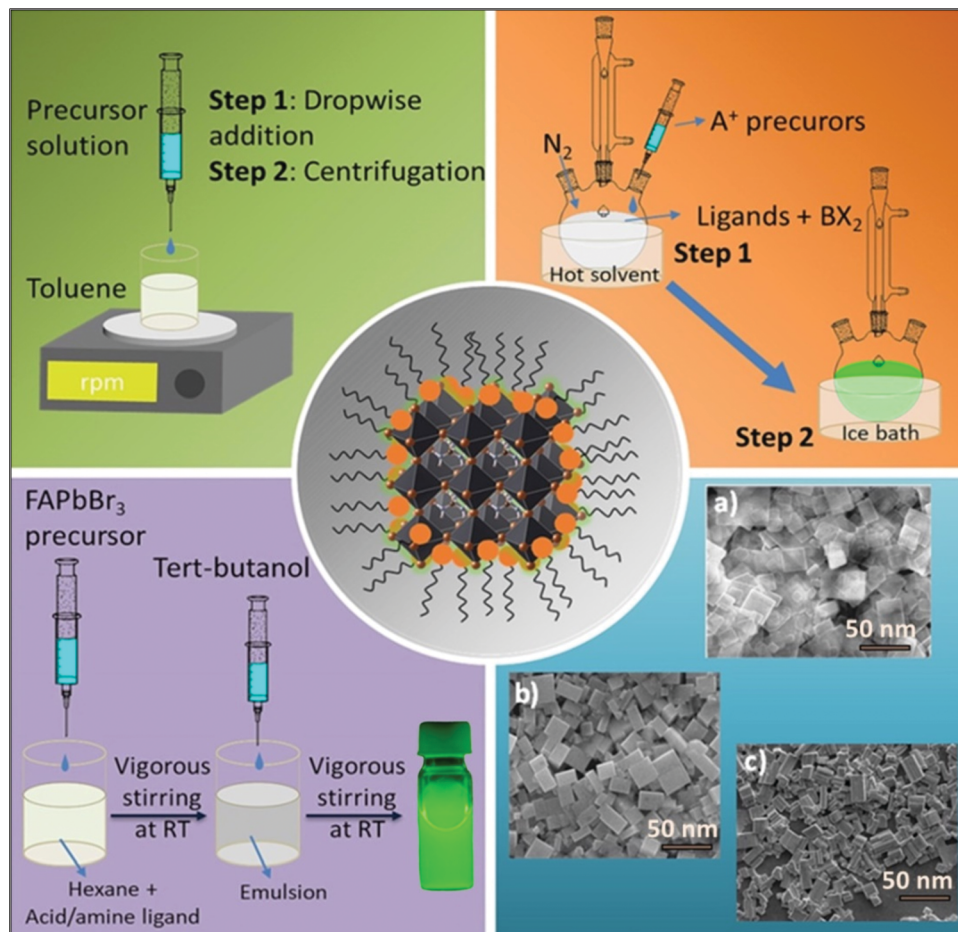 Precursor
solution
Step 1: Dropwise
addition
Step 2: Centrifugation
Toluene
rpm
N₂
A⁺ precurors
Ligands + BX₂
Step 1
Hot solvent
Step 2
Ice bath
FAPbBr₃
precursor
Tert-butanol
Vigorous
stirring
at RT
Vigorous
stirring
at RT
Hexane +
Acid/amine ligand
Emulsion
a)
50 nm
b)
50 nm
c)
50 nm